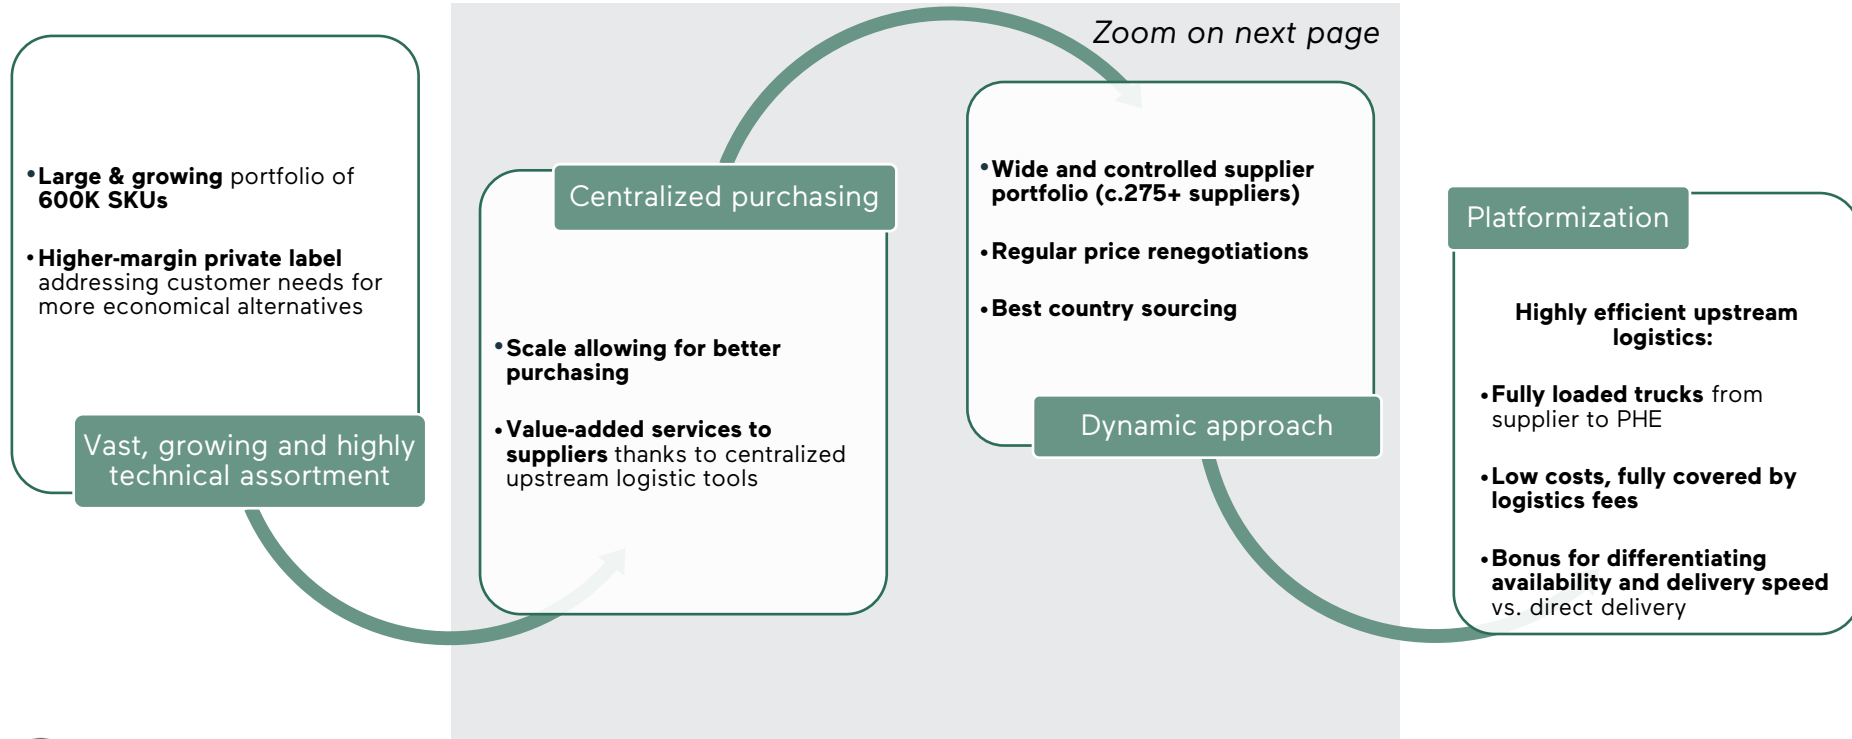 Zoom on next page
•Large & growing portfolio of
600K SKUs
•Higher-margin private label
addressing customer needs for
more economical alternatives
Vast, growing and highly
technical assortment
Centralized purchasing
•Scale allowing for better
purchasing
•Value-added services to
suppliers thanks to centralized
upstream logistic tools
•Wide and controlled supplier
portfolio (c.275+ suppliers)
•Regular price renegotiations
•Best country sourcing
Dynamic approach
Platformization
Highly efficient upstream
logistics:
•Fully loaded trucks from
supplier to PHE
•Low costs, fully covered by
logistics fees
•Bonus for differentiating
availability and delivery speed
vs. direct delivery